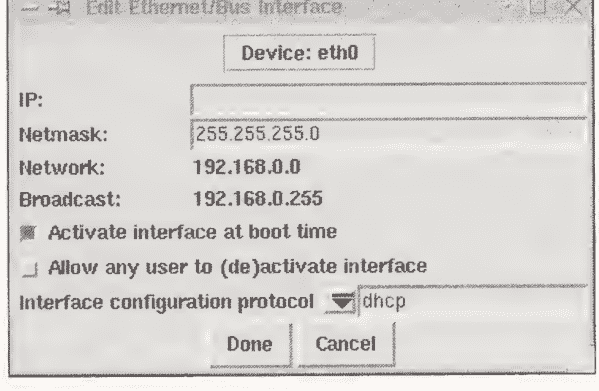 Edit Ethernet/Bus Interface
Device: eth0
IP:
Netmask: 255.255.255.0
Network: 192.168.0.0
Broadcast: 192.168.0.255
Activate interface at boot time
Allow any user to (de)activate interface
Interface configuration protocol dhcp
Done Cancel